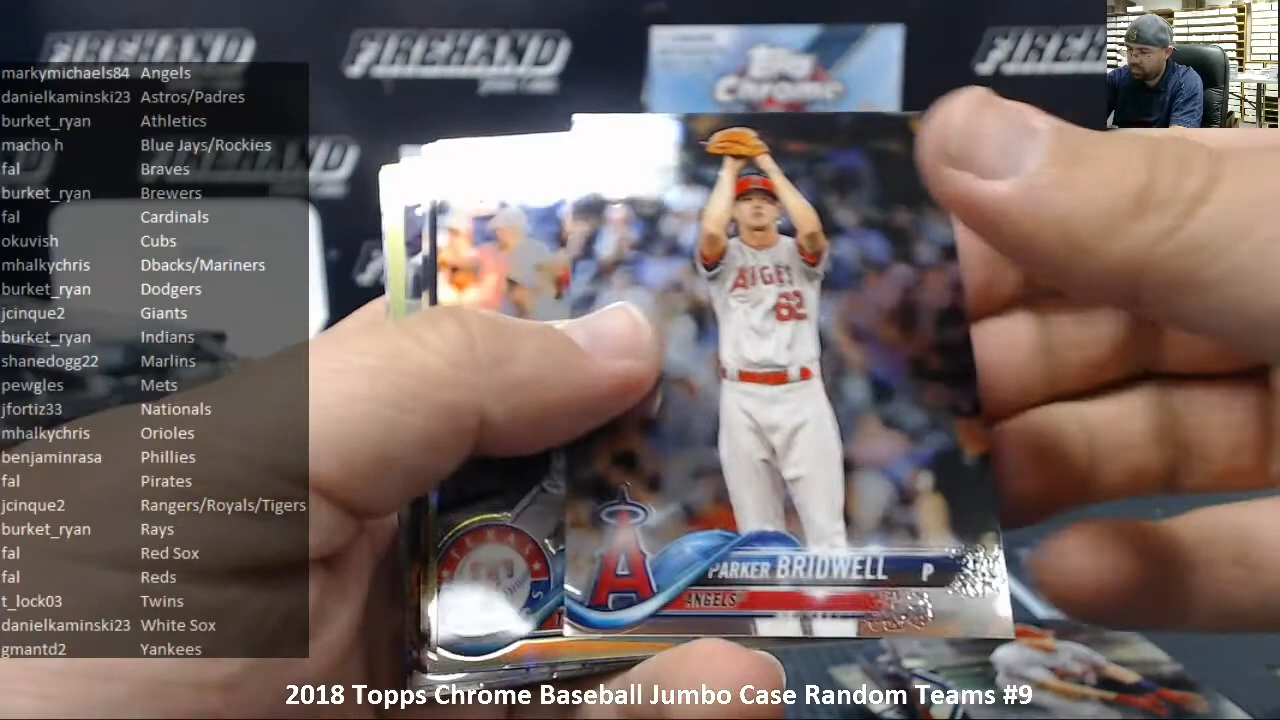 FIREHAND
FIREHAND
FIREH
Topps
Chrome
markymichaels84 Angels
danielkaminski23 Astros/Padres
burket_ryan Athletics
macho h Blue Jays/Rockies
fal Braves
burket_ryan Brewers
fal Cardinals
okuvish Cubs
mhalkychris Dbacks/Mariners
burket_ryan Dodgers
jcinque2 Giants
burket_ryan Indians
shanedogg22 Marlins
pewgles Mets
jfortiz33 Nationals
mhalkychris Orioles
benjaminrasa Phillies
fal Pirates
jcinque2 Rangers/Royals/Tigers
burket_ryan Rays
fal Red Sox
fal Reds
t_lock03 Twins
danielkaminski23 White Sox
gmantd2 Yankees
ANGELS
62
TEXAS
A
PARKER BRIDWELL P
ANGELS
2018 Topps Chrome Baseball Jumbo Case Random Teams #9